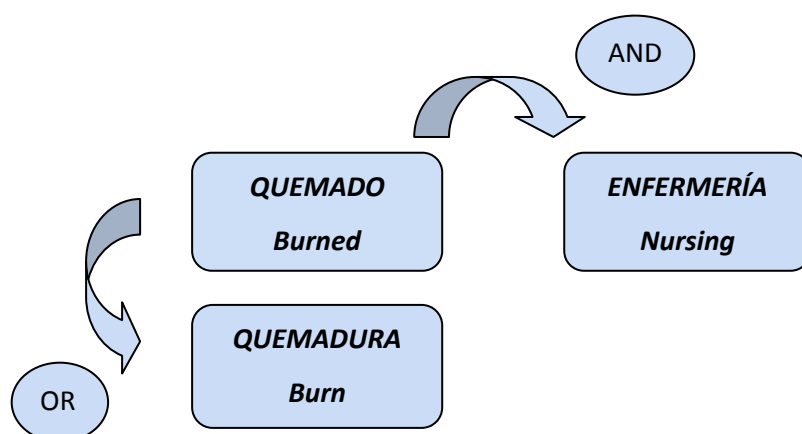 AND
QUEMADO
Burned
ENFERMERÍA
Nursing
QUEMADURA
Burn
OR